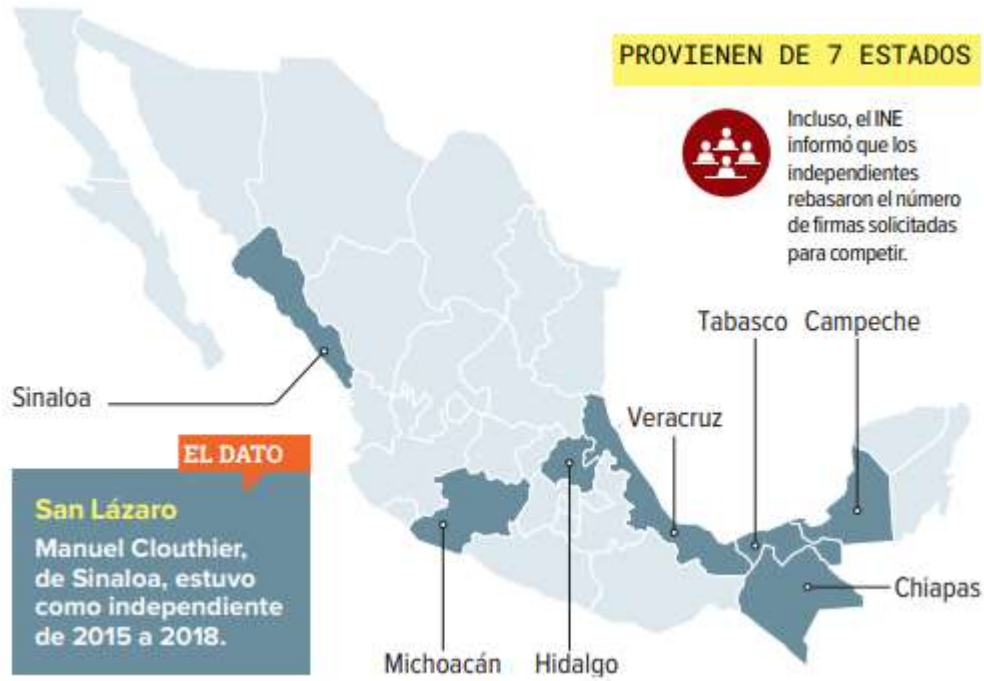 PROVIENEN DE 7 ESTADOS
Incluso, el INE
informó que los
independientes
rebasaron el número
de firmas solicitadas
para competir.
Tabasco
Campeche
Sinaloa
Veracruz
EL DATO
San Lázaro
Manuel Clouthier,
de Sinaloa, estuvo
como independiente
de 2015 a 2018.
Chiapas
Michoacán
Hidalgo